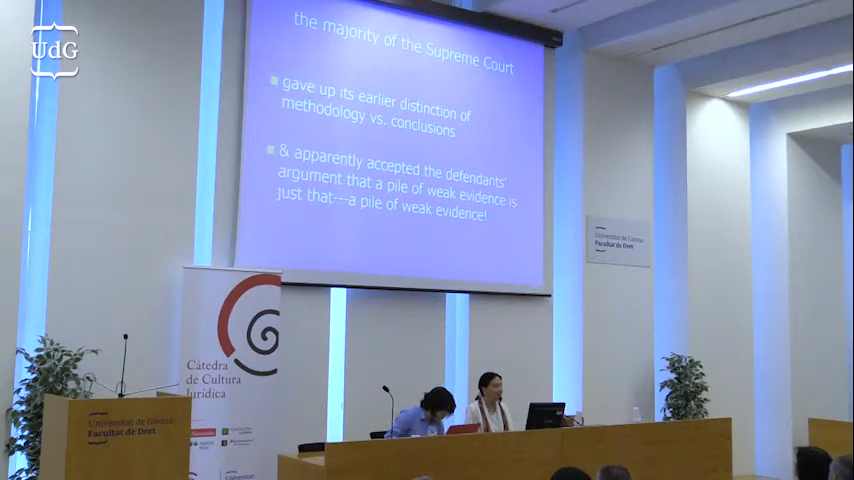 UdG
the majority of the Supreme Court
gave up its earlier distinction of
methodology vs. conclusions
& apparently accepted the defendants'
argument that a pile of weak evidence is
just that---a pile of weak evidence!
Universitat de Girona
Facultat de Dret
Càtedra
de Cultura
Jurídica
Universitat de Girona
Facultat de Dret